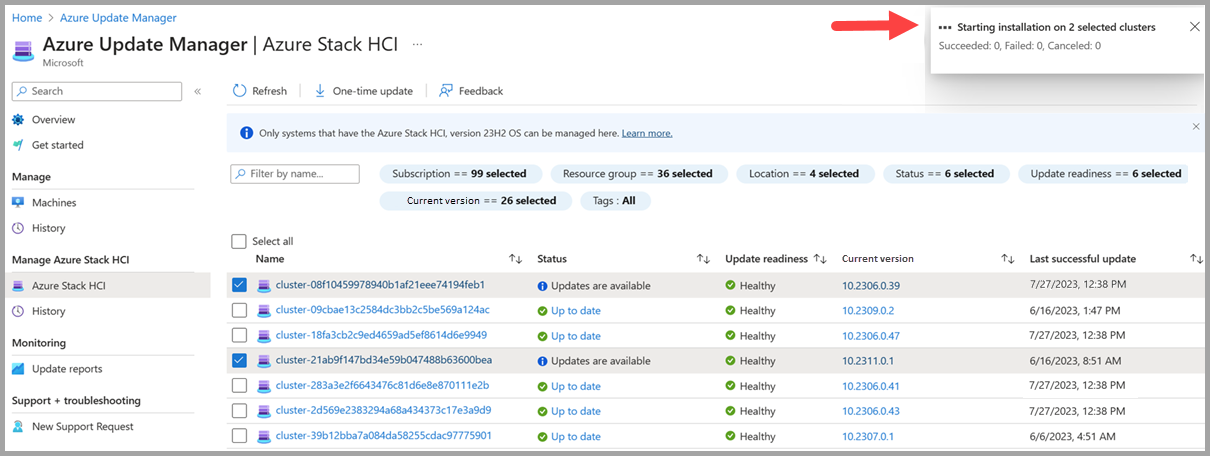 Home > Azure Update Manager
Azure Update Manager | Azure Stack HCI ...
Microsoft
Starting installation on 2 selected clusters
Succeeded: 0, Failed: 0, Canceled: 0
Search
Refresh One-time update Feedback
Overview
Get started
Manage
Machines
History
Manage Azure Stack HCI
Azure Stack HCI
History
Monitoring
Update reports
Support + troubleshooting
New Support Request
Only systems that have the Azure Stack HCI, version 23H2 OS can be managed here. Learn more.
Filter by name... Subscription == 99 selected Resource group == 36 selected Location == 4 selected Status == 6 selected Update readiness == 6 selected
Current version == 26 selected Tags : All
Select all
Name Status Update readiness Current version Last successful update
cluster-08f10459978940b1af21eee74194feb1 Updates are available Healthy 10.2306.0.39 7/27/2023, 12:38 PM
cluster-09cbae13c2584dc3bb2c5be569a124ac Up to date Healthy 10.2309.0.2 6/16/2023, 1:47 PM
cluster-18fa3cb2c9ed4659ad5ef8614d6e9949 Up to date Healthy 10.2306.0.47 7/27/2023, 12:38 PM
cluster-21ab9f147bd34e59b047488b63600bea Updates are available Healthy 10.2311.0.1 6/16/2023, 8:51 AM
cluster-283a3e2f6643476c81d6e8e870111e2b Up to date Healthy 10.2306.0.41 7/27/2023, 12:38 PM
cluster-2d569e2383294a68a434373c17e3a9d9 Up to date Healthy 10.2306.0.43 7/27/2023, 12:38 PM
cluster-39b12bba7a084da58255cdac97775901 Up to date Healthy 10.2307.0.1 6/6/2023, 4:51 AM